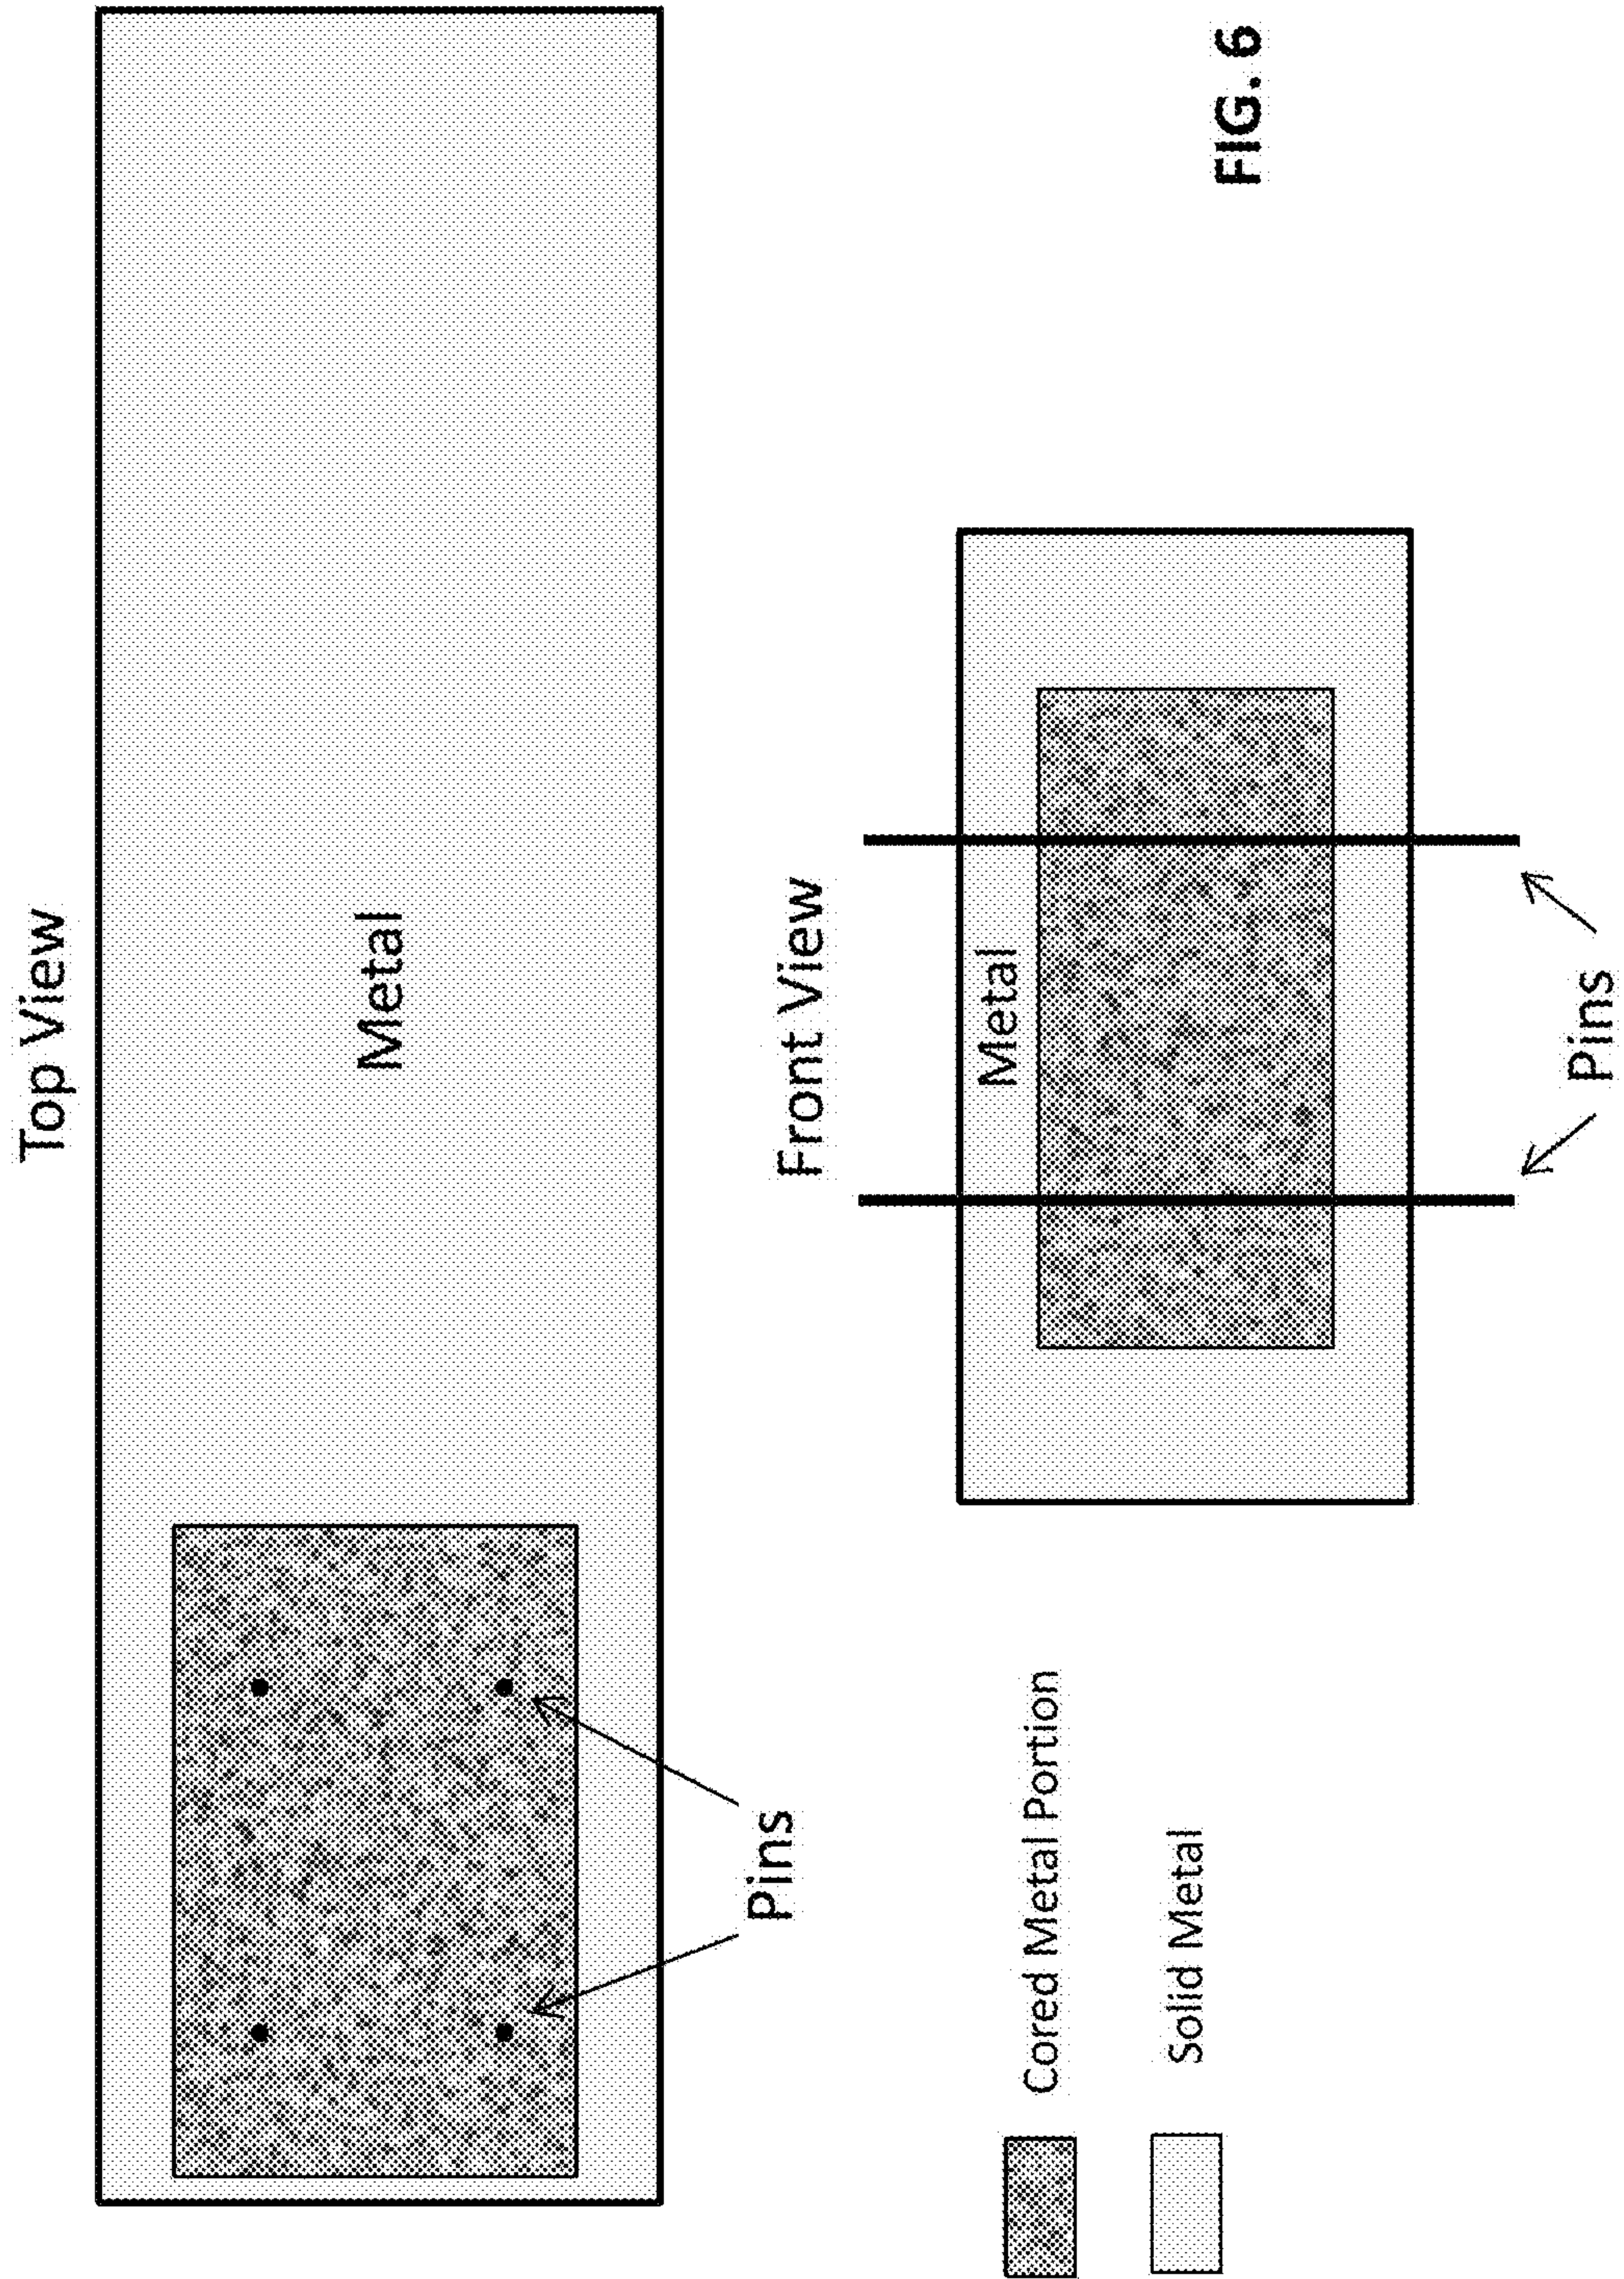 Top View
Metal
Pins
Front View
Metal
Pins
Cored Metal Portion
Solid Metal
FIG. 6